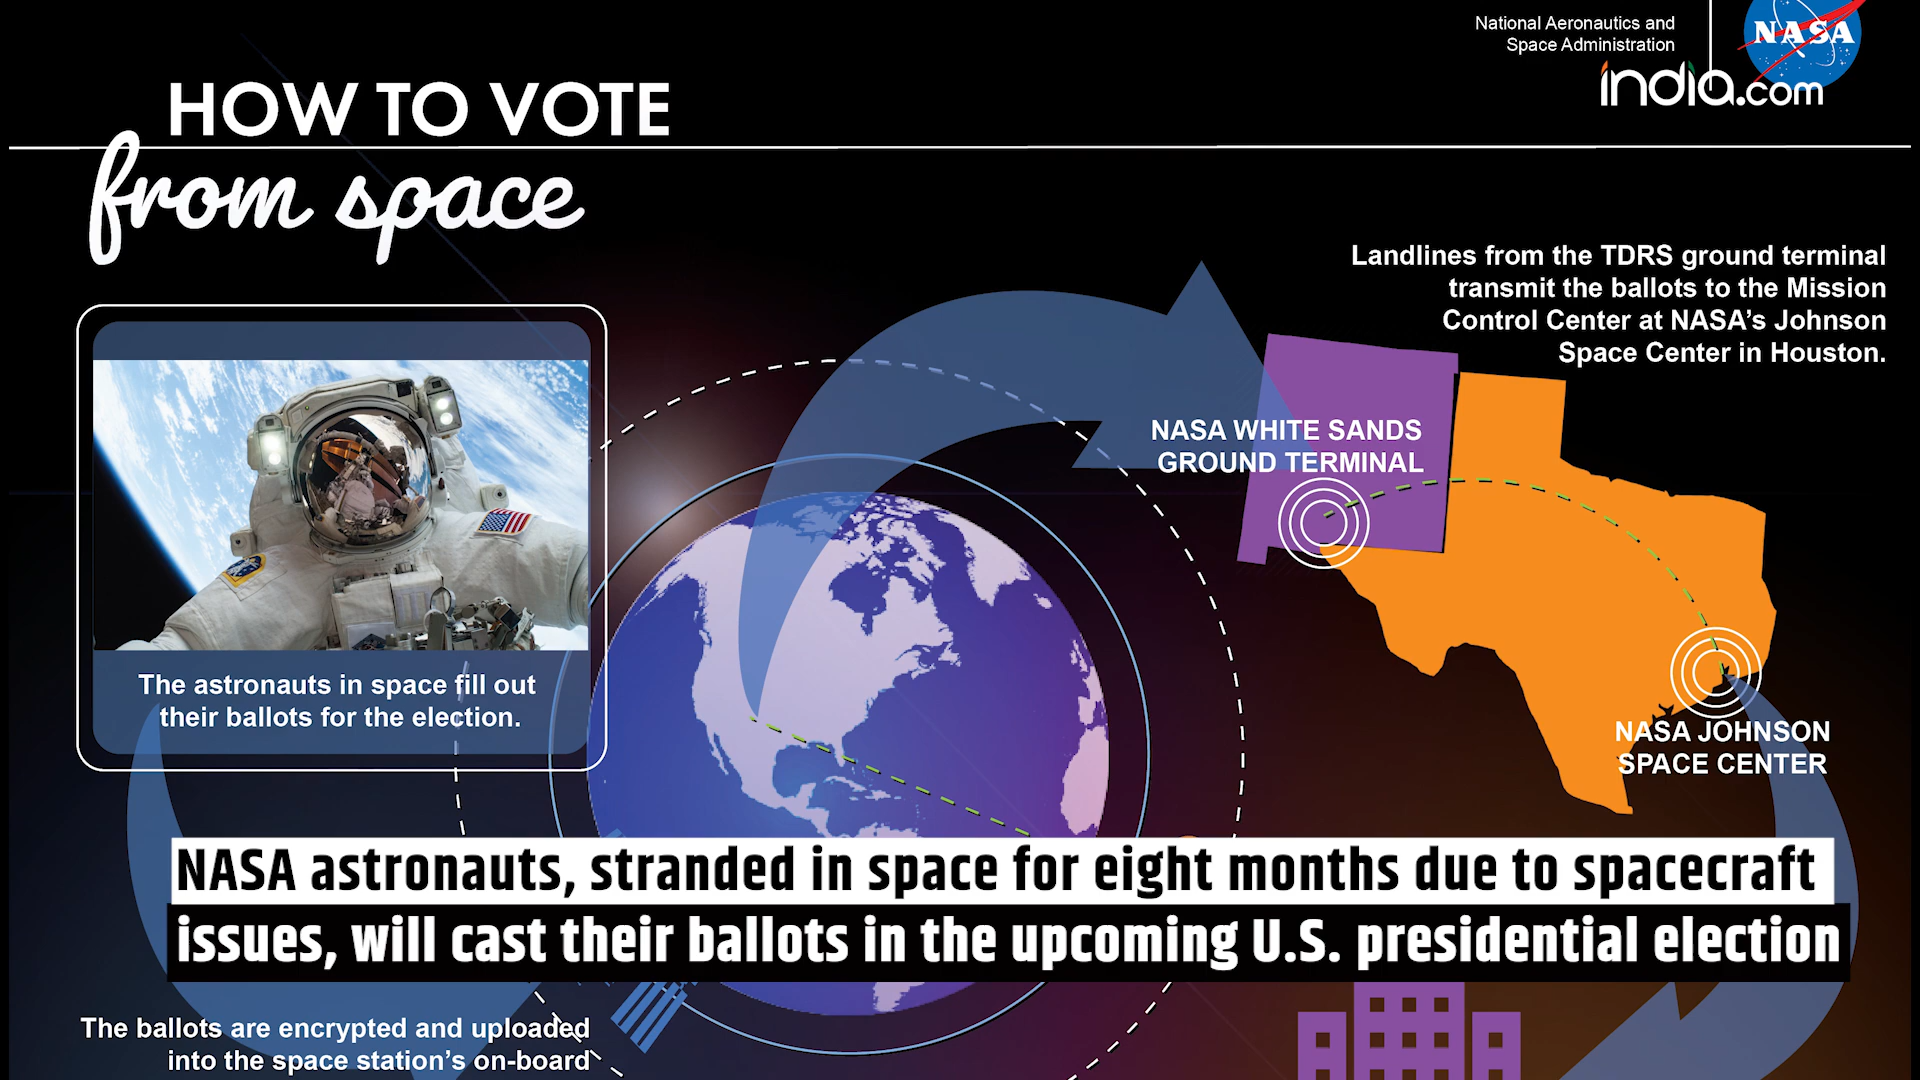 National Aeronautics and
Space Administration
NASA
india.com
HOW TO VOTE
from space
Landlines from the TDRS ground terminal
transmit the ballots to the Mission
Control Center at NASA’s Johnson
Space Center in Houston.
NASA WHITE SANDS
GROUND TERMINAL
The astronauts in space fill out
their ballots for the election.
NASA JOHNSON
SPACE CENTER
NASA astronauts, stranded in space for eight months due to spacecraft
issues, will cast their ballots in the upcoming U.S. presidential election
The ballots are encrypted and uploaded
into the space station’s on-board